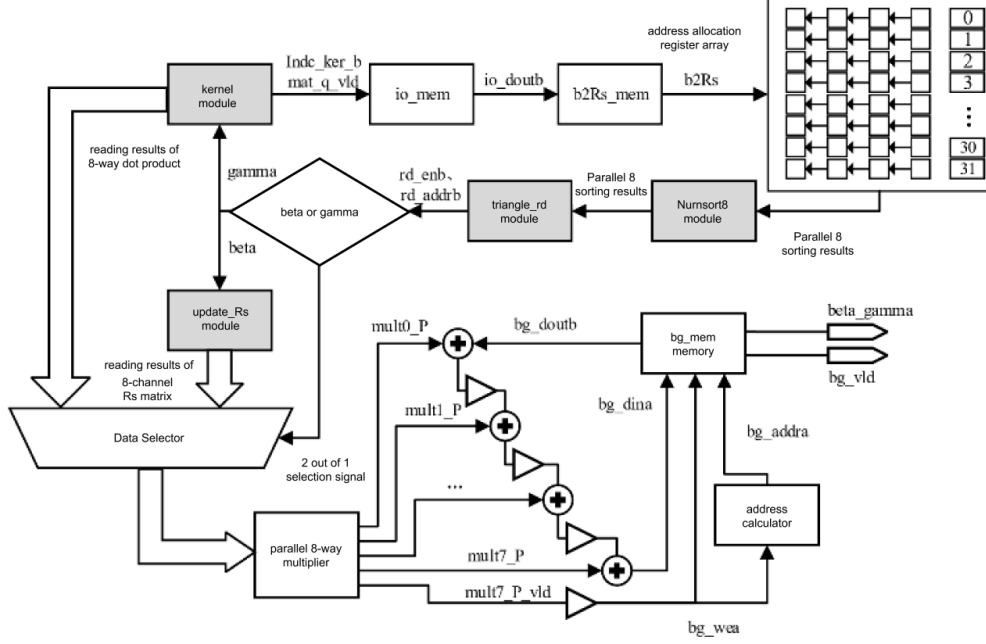 address allocation
register array
0
1
2
3
⋮
30
31
kernel
module
Indc_ker_b
mat_q_vld
io_mem
io_doutb
b2Rs_mem
b2Rs
reading results of
8-way dot product
gamma
beta or gamma
beta
rd_enb、
rd_addrb
triangle_rd
module
Parallel 8
sorting results
Nurnsort8
module
Parallel 8
sorting results
update_Rs
module
reading results of
8-channel
Rs matrix
Data Selector
2 out of 1
selection signal
parallel 8-way
multiplier
mult0_P
mult1_P
...
mult7_P
mult7_P_vld
bg_doutb
bg_mem
memory
beta_gamma
bg_vld
bg_dina
bg_addra
address
calculator
bg_wea